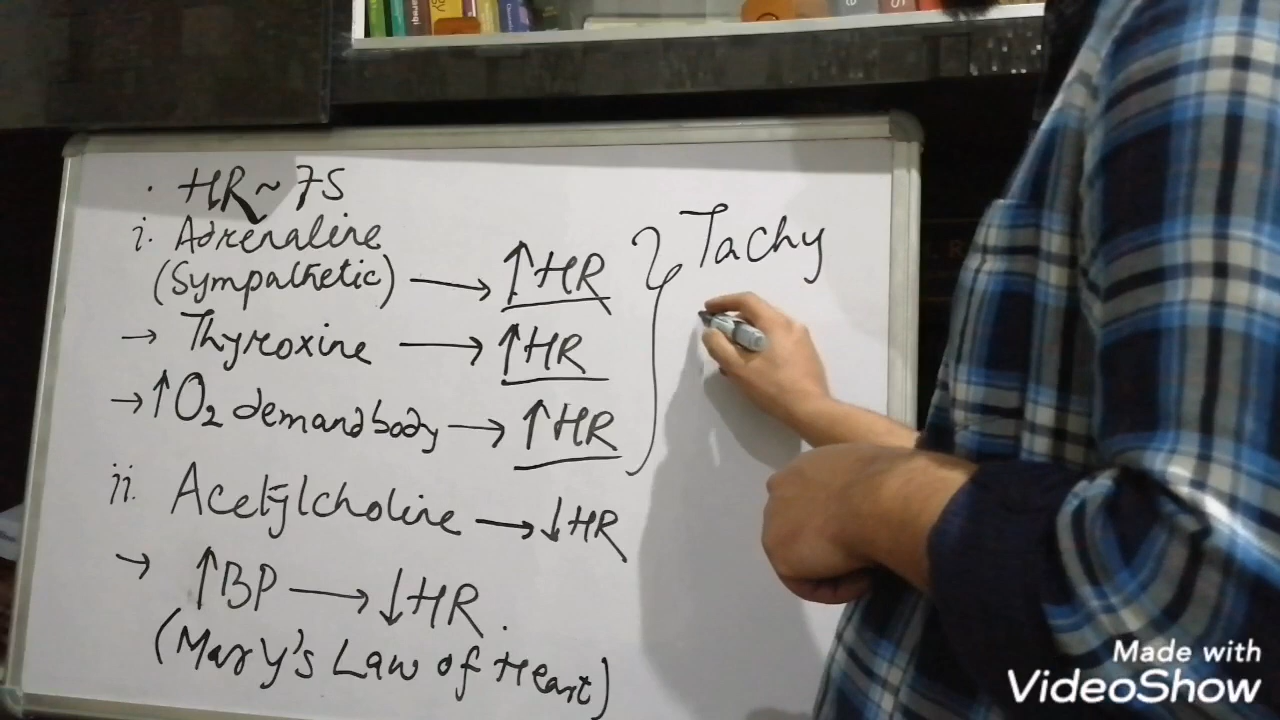 . HR ~ 75
i. Adrenaline
(Sympathetic) → ↑HR
→ Thyroxine → ↑HR
→ ↑O₂ demand body → ↑HR
} Tachy
ii. Acetylcholine → ↓HR
→ ↑BP → ↓HR.
(Mary's Law of Heart)
Made with
VideoShow